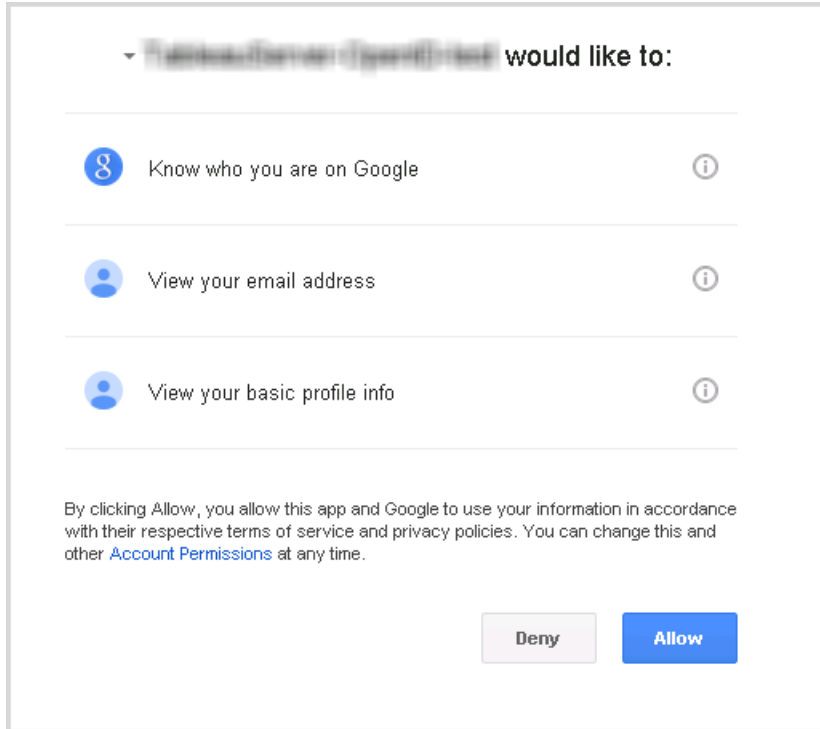 would like to:
8
Know who you are on Google
View your email address
View your basic profile info
By clicking Allow, you allow this app and Google to use your information in accordance
with their respective terms of service and privacy policies. You can change this and
other Account Permissions at any time.
Deny Allow